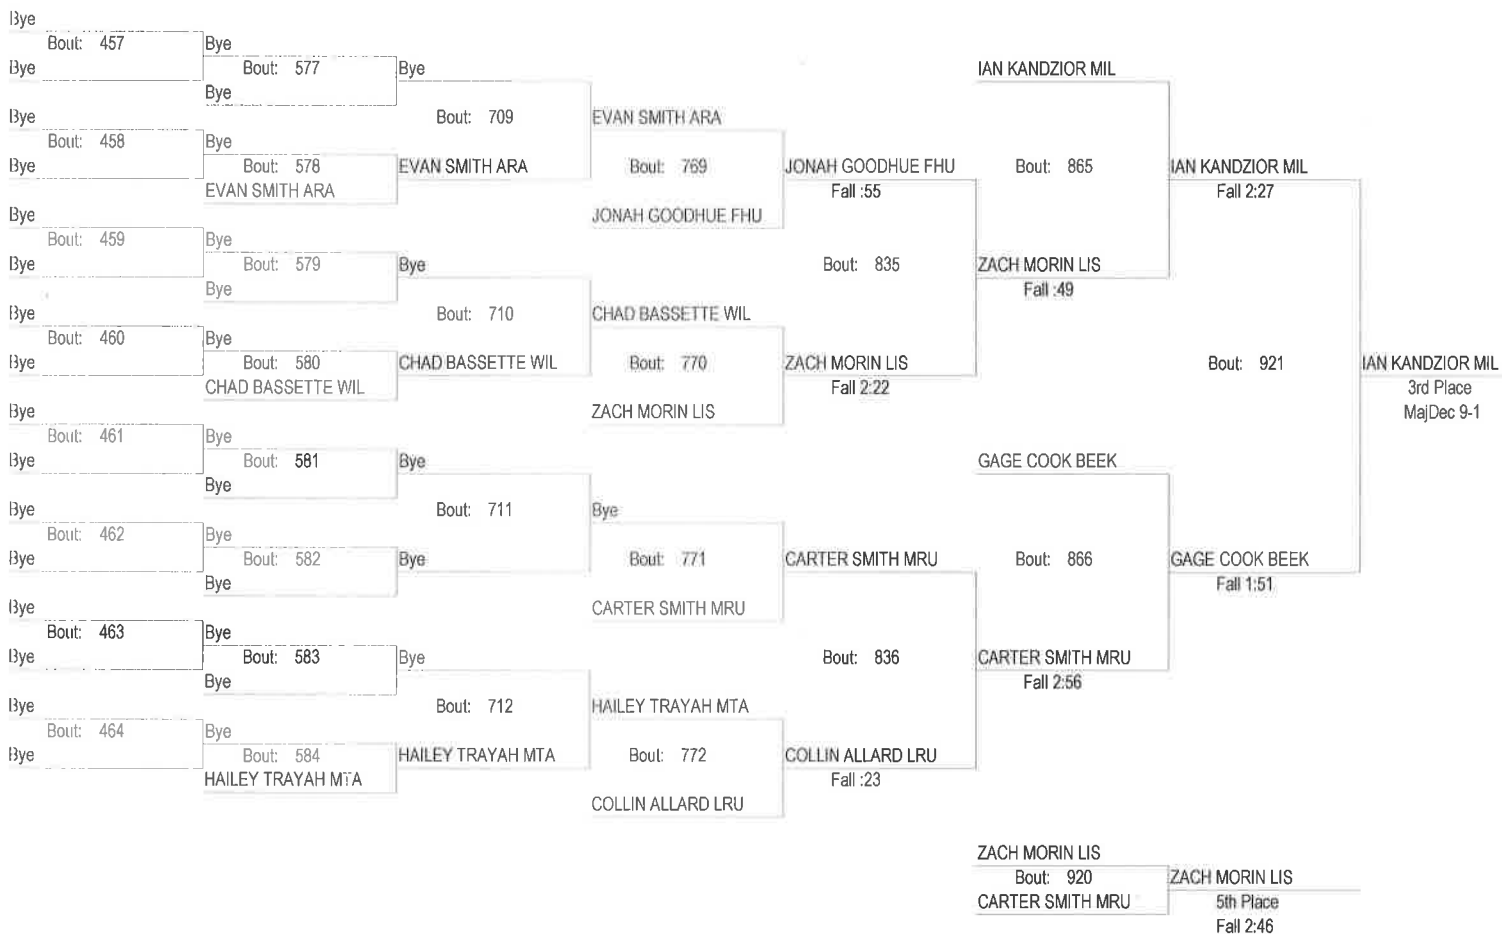 Bye
Bout: 457
Bye
Bye
Bout: 577
Bye
Bye
Bout: 458
Bye
Bye
Bout: 578
EVAN SMITH ARA
Bye
Bout: 709
EVAN SMITH ARA
Bye
Bout: 459
Bye
Bye
Bout: 579
Bye
Bye
Bout: 460
Bye
Bye
Bout: 580
CHAD BASSETTE WIL
Bye
Bout: 710
CHAD BASSETTE WIL
Bye
Bout: 461
Bye
Bye
Bout: 581
Bye
Bye
Bout: 462
Bye
Bye
Bout: 582
Bye
Bye
Bout: 711
Bye
Bye
Bout: 463
Bye
Bye
Bout: 583
Bye
Bye
Bout: 464
Bye
Bye
Bout: 584
HAILEY TRAYAH MTA
Bye
Bout: 712
HAILEY TRAYAH MTA
EVAN SMITH ARA
Bout: 769
JONAH GOODHUE FHU
CHAD BASSETTE WIL
Bout: 770
ZACH MORIN LIS
Bye
Bout: 771
CARTER SMITH MRU
HAILEY TRAYAH MTA
Bout: 772
COLLIN ALLARD LRU
JONAH GOODHUE FHU
Fall :55
Bout: 835
ZACH MORIN LIS
Fall 2:22
CARTER SMITH MRU
Bout: 836
COLLIN ALLARD LRU
Fall :23
IAN KANDZIOR MIL
Bout: 865
ZACH MORIN LIS
Fall :49
GAGE COOK BEEK
Bout: 866
CARTER SMITH MRU
Fall 2:56
IAN KANDZIOR MIL
Fall 2:27
Bout: 921
GAGE COOK BEEK
Fall 1:51
IAN KANDZIOR MIL
3rd Place
MajDec 9-1
ZACH MORIN LIS
Bout: 920
CARTER SMITH MRU
ZACH MORIN LIS
5th Place
Fall 2:46